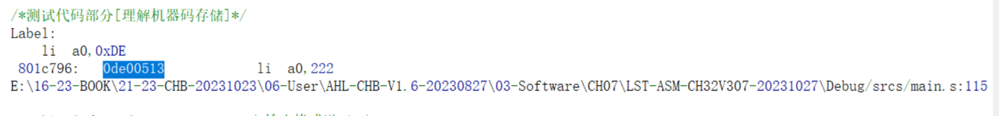 /*测试代码部分[理解机器码存储]*/
Label:
    li  a0,0xDE
 801c796:   0de00513            li  a0,222
E:\16-23-BOOK\21-23-CHB-20231023\06-User\AHL-CHB-V1.6-20230827\03-Software\CH07\LST-ASM-CH32V307-20231027\Debug/srcs/main.s:115